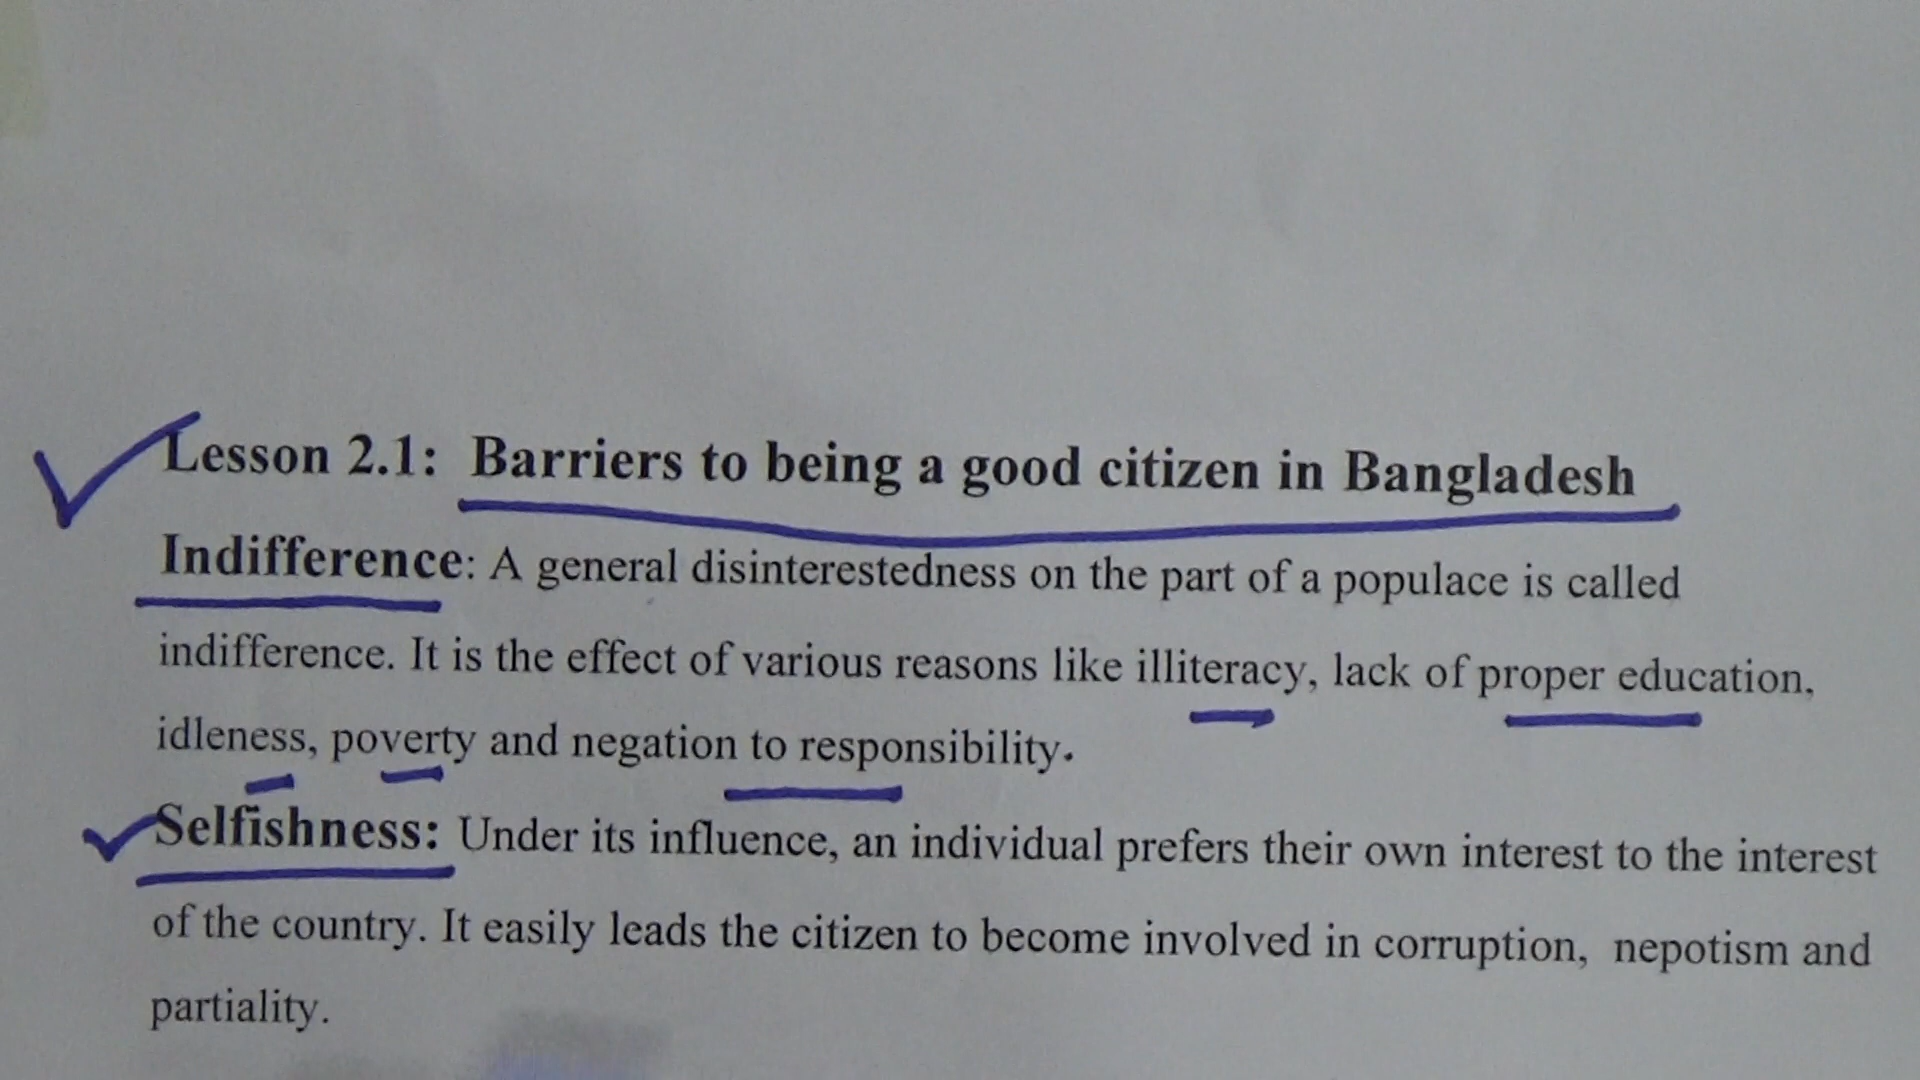 Lesson 2.1: Barriers to being a good citizen in Bangladesh
Indifference: A general disinterestedness on the part of a populace is called
indifference. It is the effect of various reasons like illiteracy, lack of proper education,
idleness, poverty and negation to responsibility.
Selfishness: Under its influence, an individual prefers their own interest to the interest
of the country. It easily leads the citizen to become involved in corruption, nepotism and
partiality.